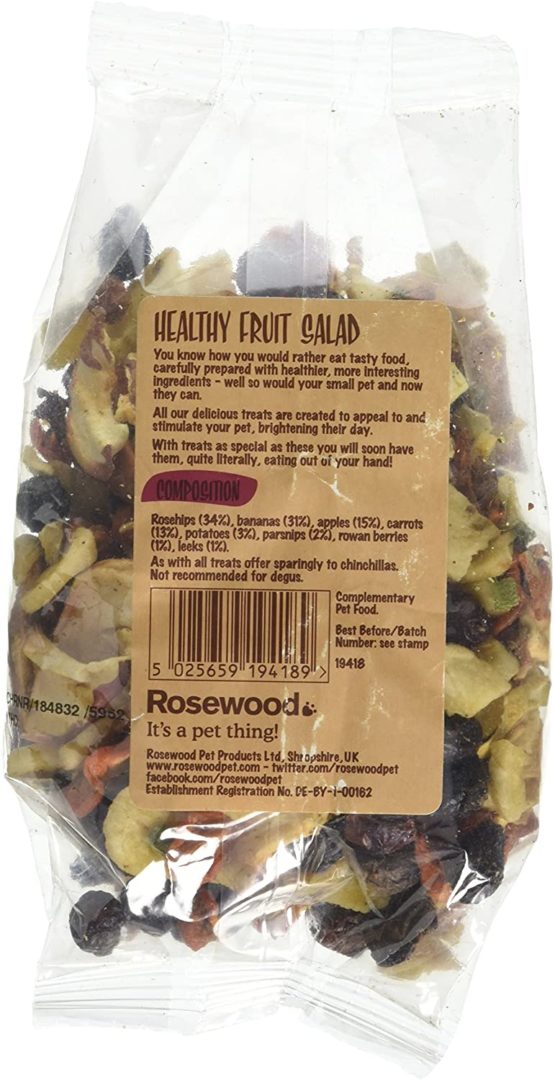 HEALTHY FRUIT SALAD
You know how you would rather eat tasty food,
carefully prepared with healthier, more interesting
ingredients - well so would your small pet and now
they can.
All our delicious treats are created to appeal to and
stimulate your pet, brightening their day.
With treats as special as these you will soon have
them, quite literally, eating out of your hand!
COMPOSITION
Rosehips (34%), bananas (31%), apples (15%), carrots
(13%), potatoes (3%), parsnips (2%), rowan berries
(1%), leeks (1%).
As with all treats offer sparingly to chinchillas.
Not recommended for degus.
Complementary
Pet Food.
Best Before/Batch
Number: see stamp
19418
5 025659 194189 >
Rosewood
It's a pet thing!
Rosewood Pet Products Ltd, Shropshire, UK
www.rosewoodpet.com - twitter.com/rosewoodpet
facebook.com/rosewoodpet
Establishment Registration No. DE-BY-1-00162
184832